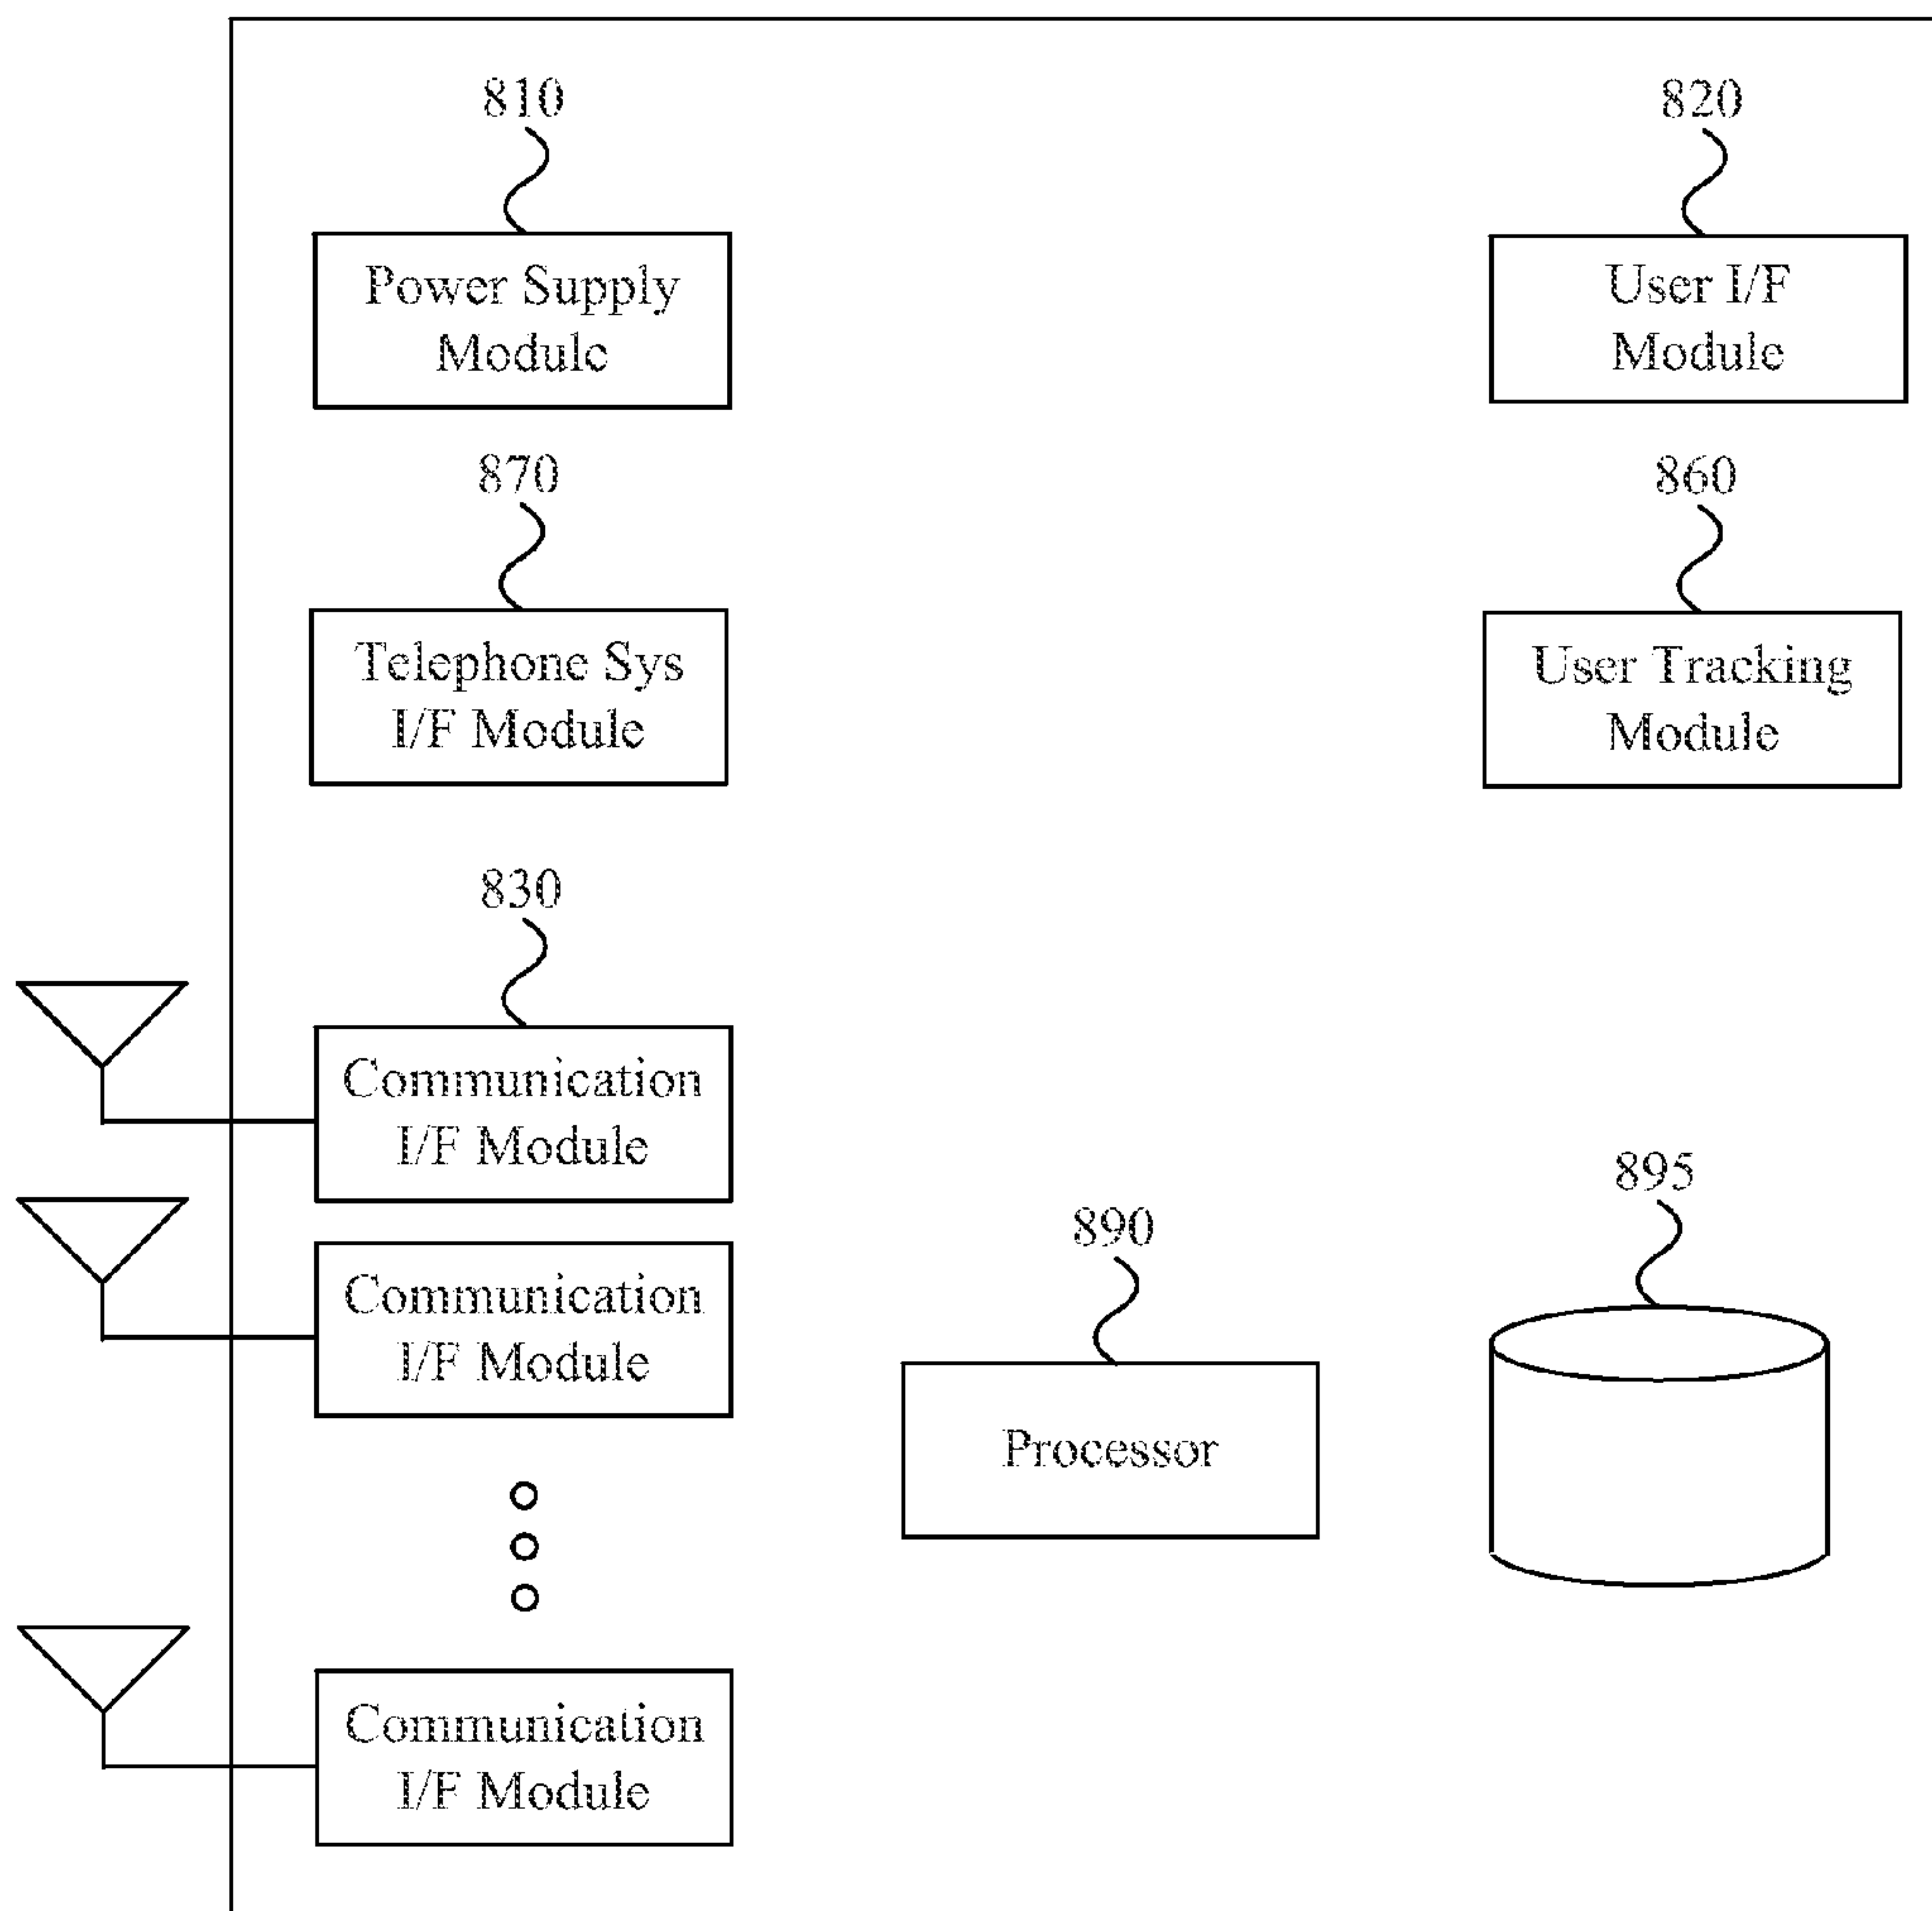 810
Power Supply
Module
820
User I/F
Module
870
Telephone Sys
I/F Module
860
User Tracking
Module
830
Communication
I/F Module
Communication
I/F Module
890
Processor
895
Communication
I/F Module